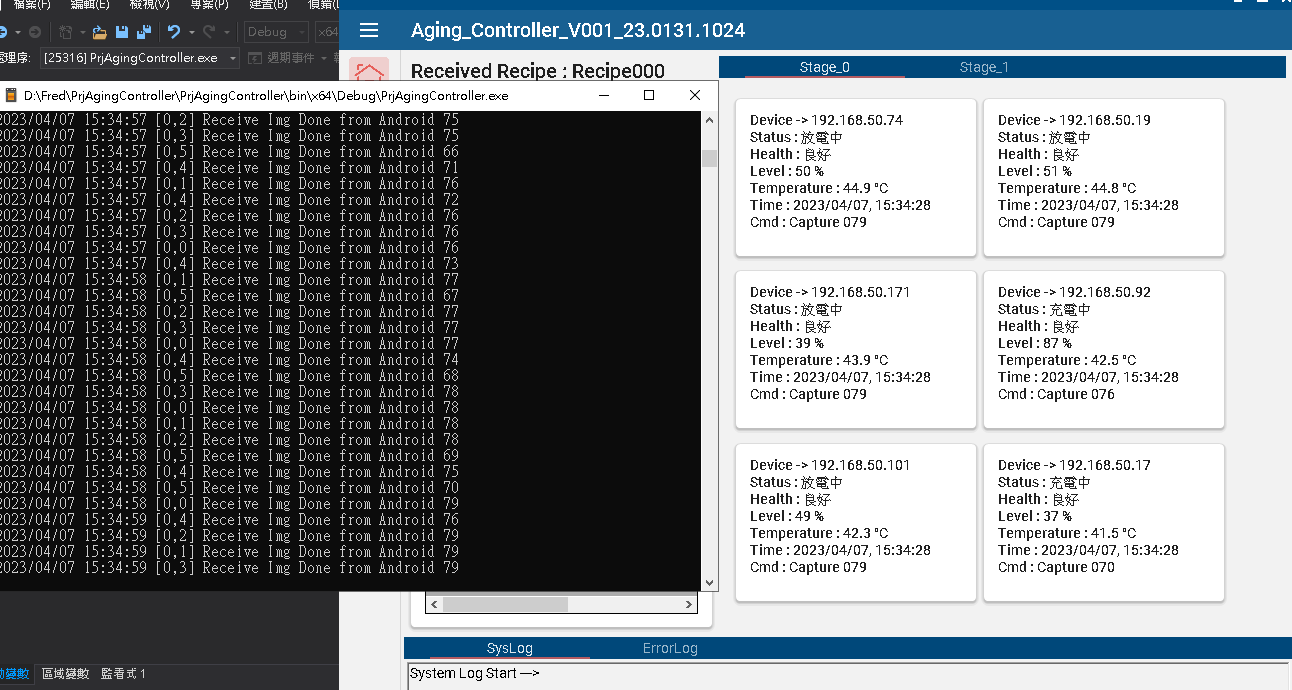 檔案(F) 編輯(E) 檢視(V) 專案(P) 建置(B)
Debug x64
[25316] PrjAgingController.exe 週期事件
Aging_Controller_V001_23.0131.1024
Received Recipe : Recipe000
Stage_0 Stage_1
D:\Fred\PrjAgingController\PrjAgingController\bin\x64\Debug\PrjAgingController.exe
2023/04/07 15:34:57 [0,2] Receive Img Done from Android 75
2023/04/07 15:34:57 [0,3] Receive Img Done from Android 75
2023/04/07 15:34:57 [0,5] Receive Img Done from Android 66
2023/04/07 15:34:57 [0,4] Receive Img Done from Android 71
2023/04/07 15:34:57 [0,1] Receive Img Done from Android 76
2023/04/07 15:34:57 [0,4] Receive Img Done from Android 72
2023/04/07 15:34:57 [0,2] Receive Img Done from Android 76
2023/04/07 15:34:57 [0,3] Receive Img Done from Android 76
2023/04/07 15:34:57 [0,0] Receive Img Done from Android 76
2023/04/07 15:34:57 [0,4] Receive Img Done from Android 73
2023/04/07 15:34:58 [0,1] Receive Img Done from Android 77
2023/04/07 15:34:58 [0,5] Receive Img Done from Android 67
2023/04/07 15:34:58 [0,2] Receive Img Done from Android 77
2023/04/07 15:34:58 [0,3] Receive Img Done from Android 77
2023/04/07 15:34:58 [0,0] Receive Img Done from Android 77
2023/04/07 15:34:58 [0,4] Receive Img Done from Android 74
2023/04/07 15:34:58 [0,5] Receive Img Done from Android 68
2023/04/07 15:34:58 [0,3] Receive Img Done from Android 78
2023/04/07 15:34:58 [0,0] Receive Img Done from Android 78
2023/04/07 15:34:58 [0,1] Receive Img Done from Android 78
2023/04/07 15:34:58 [0,2] Receive Img Done from Android 78
2023/04/07 15:34:58 [0,5] Receive Img Done from Android 69
2023/04/07 15:34:58 [0,4] Receive Img Done from Android 75
2023/04/07 15:34:58 [0,5] Receive Img Done from Android 70
2023/04/07 15:34:58 [0,0] Receive Img Done from Android 79
2023/04/07 15:34:59 [0,4] Receive Img Done from Android 76
2023/04/07 15:34:59 [0,2] Receive Img Done from Android 79
2023/04/07 15:34:59 [0,1] Receive Img Done from Android 79
2023/04/07 15:34:59 [0,3] Receive Img Done from Android 79
Device -> 192.168.50.74
Status : 放電中
Health : 良好
Level : 50 %
Temperature : 44.9 °C
Time : 2023/04/07, 15:34:28
Cmd : Capture 079
Device -> 192.168.50.19
Status : 放電中
Health : 良好
Level : 51 %
Temperature : 44.8 °C
Time : 2023/04/07, 15:34:28
Cmd : Capture 079
Device -> 192.168.50.171
Status : 放電中
Health : 良好
Level : 39 %
Temperature : 43.9 °C
Time : 2023/04/07, 15:34:28
Cmd : Capture 079
Device -> 192.168.50.92
Status : 充電中
Health : 良好
Level : 87 %
Temperature : 42.5 °C
Time : 2023/04/07, 15:34:28
Cmd : Capture 076
Device -> 192.168.50.101
Status : 放電中
Health : 良好
Level : 49 %
Temperature : 42.3 °C
Time : 2023/04/07, 15:34:28
Cmd : Capture 079
Device -> 192.168.50.17
Status : 充電中
Health : 良好
Level : 37 %
Temperature : 41.5 °C
Time : 2023/04/07, 15:34:28
Cmd : Capture 070
SysLog ErrorLog
System Log Start —>
變數 區域變數 監看式 1